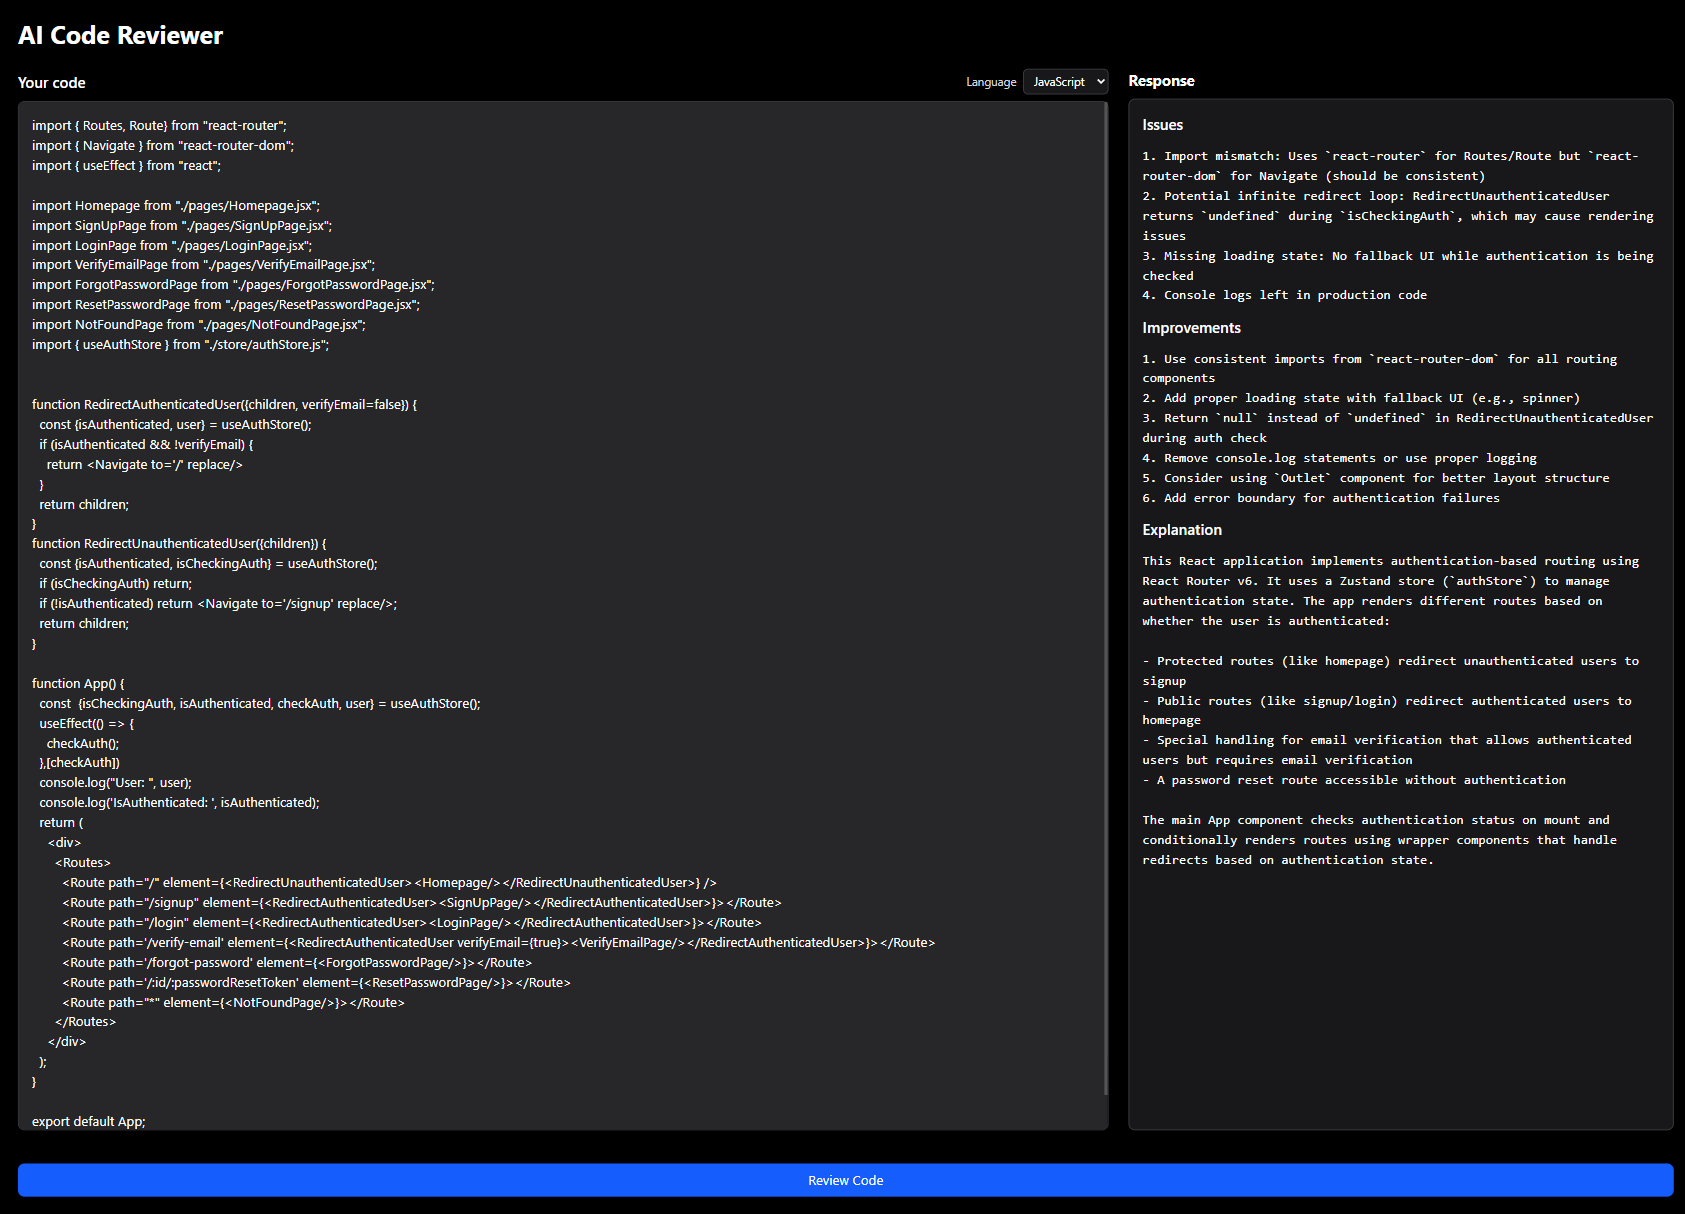 AI Code Reviewer
Your code
Language JavaScript
import { Routes, Route} from "react-router";
import { Navigate } from "react-router-dom";
import { useEffect } from "react";
import Homepage from "./pages/Homepage.jsx";
import SignUpPage from "./pages/SignUpPage.jsx";
import LoginPage from "./pages/LoginPage.jsx";
import VerifyEmailPage from "./pages/VerifyEmailPage.jsx";
import ForgotPasswordPage from "./pages/ForgotPasswordPage.jsx";
import ResetPasswordPage from "./pages/ResetPasswordPage.jsx";
import NotFoundPage from "./pages/NotFoundPage.jsx";
import { useAuthStore } from "./store/authStore.js";
function RedirectAuthenticatedUser({children, verifyEmail=false}) {
const {isAuthenticated, user} = useAuthStore();
if (isAuthenticated && !verifyEmail) {
return <Navigate to='/' replace/>
}
return children;
}
function RedirectUnauthenticatedUser({children}) {
const {isAuthenticated, isCheckingAuth} = useAuthStore();
if (isCheckingAuth) return;
if (!isAuthenticated) return <Navigate to='/signup' replace/>;
return children;
}
function App() {
const  {isCheckingAuth, isAuthenticated, checkAuth, user} = useAuthStore();
useEffect(() => {
checkAuth();
},[checkAuth])
console.log("User: ", user);
console.log('IsAuthenticated: ', isAuthenticated);
return (
<div>
<Routes>
<Route path="/" element={<RedirectUnauthenticatedUser><Homepage/></RedirectUnauthenticatedUser>} />
<Route path="/signup" element={<RedirectAuthenticatedUser><SignUpPage/></RedirectAuthenticatedUser>}></Route>
<Route path="/login" element={<RedirectAuthenticatedUser><LoginPage/></RedirectAuthenticatedUser>}></Route>
<Route path='/verify-email' element={<RedirectAuthenticatedUser verifyEmail={true}><VerifyEmailPage/></RedirectAuthenticatedUser>}></Route>
<Route path='/forgot-password' element={<ForgotPasswordPage/>}></Route>
<Route path='/:id/:passwordResetToken' element={<ResetPasswordPage/>}></Route>
<Route path="*" element={<NotFoundPage/>}></Route>
</Routes>
</div>
);
}
export default App;
Response
Issues
1. Import mismatch: Uses `react-router` for Routes/Route but `react-
router-dom` for Navigate (should be consistent)
2. Potential infinite redirect loop: RedirectUnauthenticatedUser
returns `undefined` during `isCheckingAuth`, which may cause rendering
issues
3. Missing loading state: No fallback UI while authentication is being
checked
4. Console logs left in production code
Improvements
1. Use consistent imports from `react-router-dom` for all routing
components
2. Add proper loading state with fallback UI (e.g., spinner)
3. Return `null` instead of `undefined` in RedirectUnauthenticatedUser
during auth check
4. Remove console.log statements or use proper logging
5. Consider using `Outlet` component for better layout structure
6. Add error boundary for authentication failures
Explanation
This React application implements authentication-based routing using
React Router v6. It uses a Zustand store (`authStore`) to manage
authentication state. The app renders different routes based on
whether the user is authenticated:
- Protected routes (like homepage) redirect unauthenticated users to
signup
- Public routes (like signup/login) redirect authenticated users to
homepage
- Special handling for email verification that allows authenticated
users but requires email verification
- A password reset route accessible without authentication
The main App component checks authentication status on mount and
conditionally renders routes using wrapper components that handle
redirects based on authentication state.
Review Code